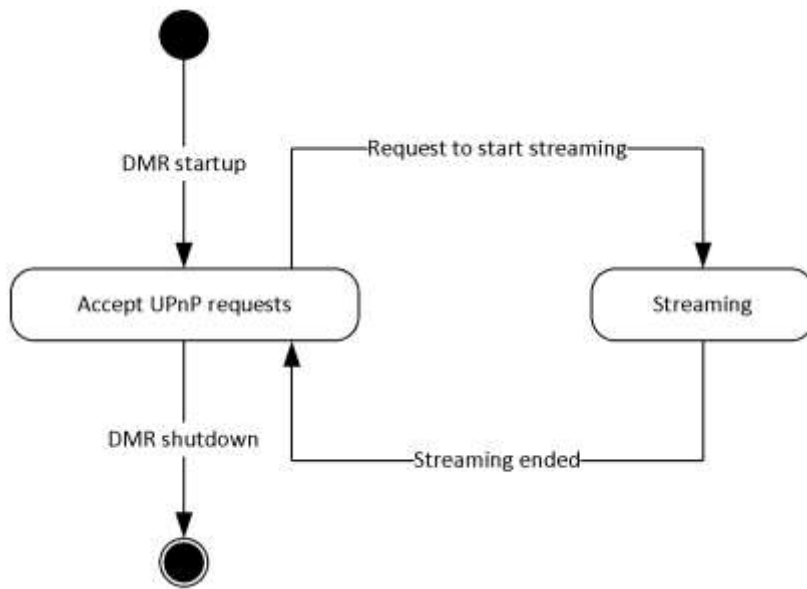 Request to start streaming
DMR startup
Accept UPnP requests
Streaming
DMR shutdown
Streaming ended